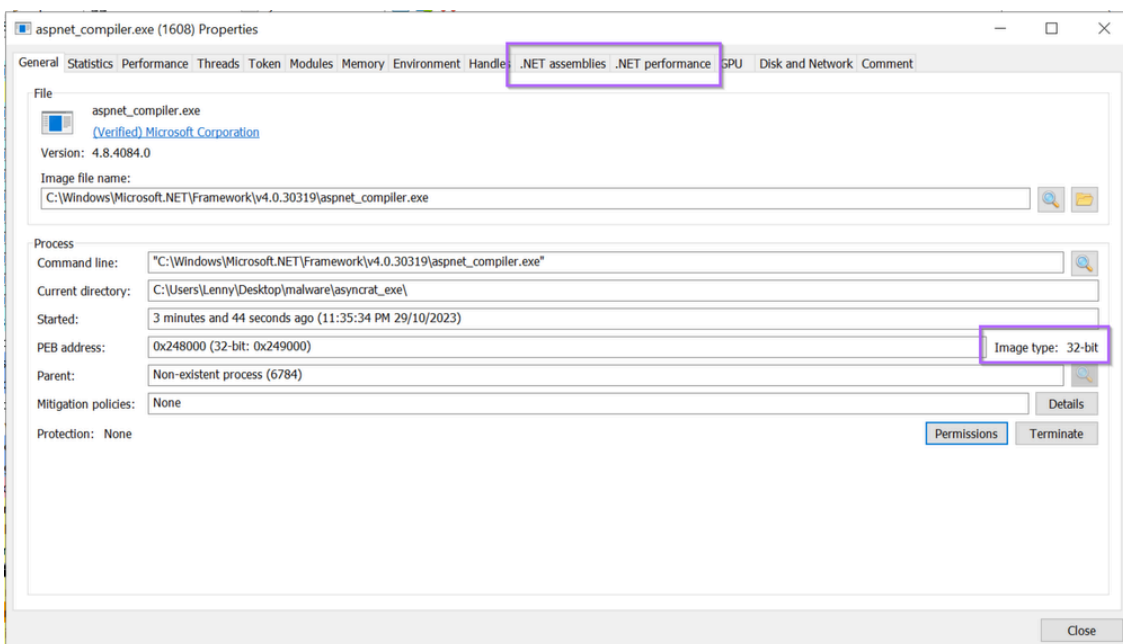 aspnet_compiler.exe (1608) Properties
General Statistics Performance Threads Token Modules Memory Environment Handles .NET assemblies .NET performance GPU Disk and Network Comment
File
aspnet_compiler.exe
(Verified) Microsoft Corporation
Version: 4.8.4084.0
Image file name:
C:\Windows\Microsoft.NET\Framework\v4.0.30319\aspnet_compiler.exe
Process
Command line: "C:\Windows\Microsoft.NET\Framework\v4.0.30319\aspnet_compiler.exe"
Current directory: C:\Users\Lenny\Desktop\malware\asyncrat_exe\
Started: 3 minutes and 44 seconds ago (11:35:34 PM 29/10/2023)
PEB address: 0x248000 (32-bit: 0x249000) Image type: 32-bit
Parent: Non-existent process (6784)
Mitigation policies: None Details
Protection: None Permissions Terminate
Close